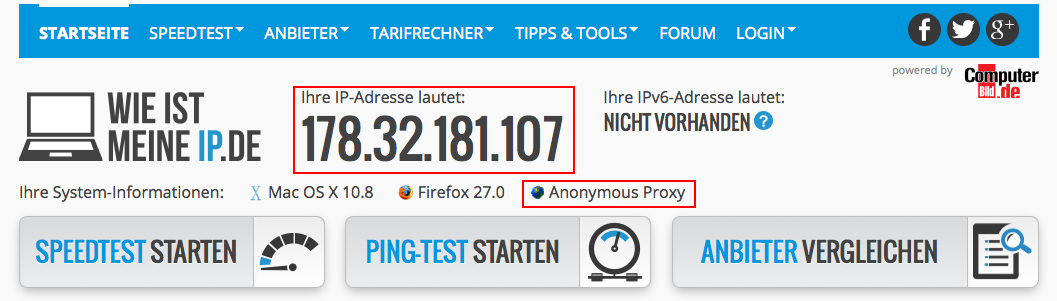 STARTSEITE SPEEDTEST ANBIETER TARIFRECHNER TIPPS & TOOLS FORUM LOGIN
powered by Computer Bild.de
WIE IST MEINE IP.DE
Ihre IP-Adresse lautet:
178.32.181.107
Ihre IPv6-Adresse lautet:
NICHT VORHANDEN ?
Ihre System-Informationen: X Mac OS X 10.8 Firefox 27.0 Anonymous Proxy
SPEEDTEST STARTEN PING-TEST STARTEN ANBIETER VERGLEICHEN